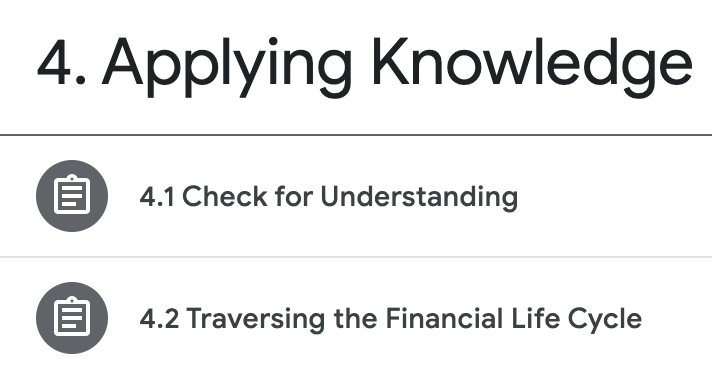 4. Applying Knowledge
4.1 Check for Understanding
4.2 Traversing the Financial Life Cycle